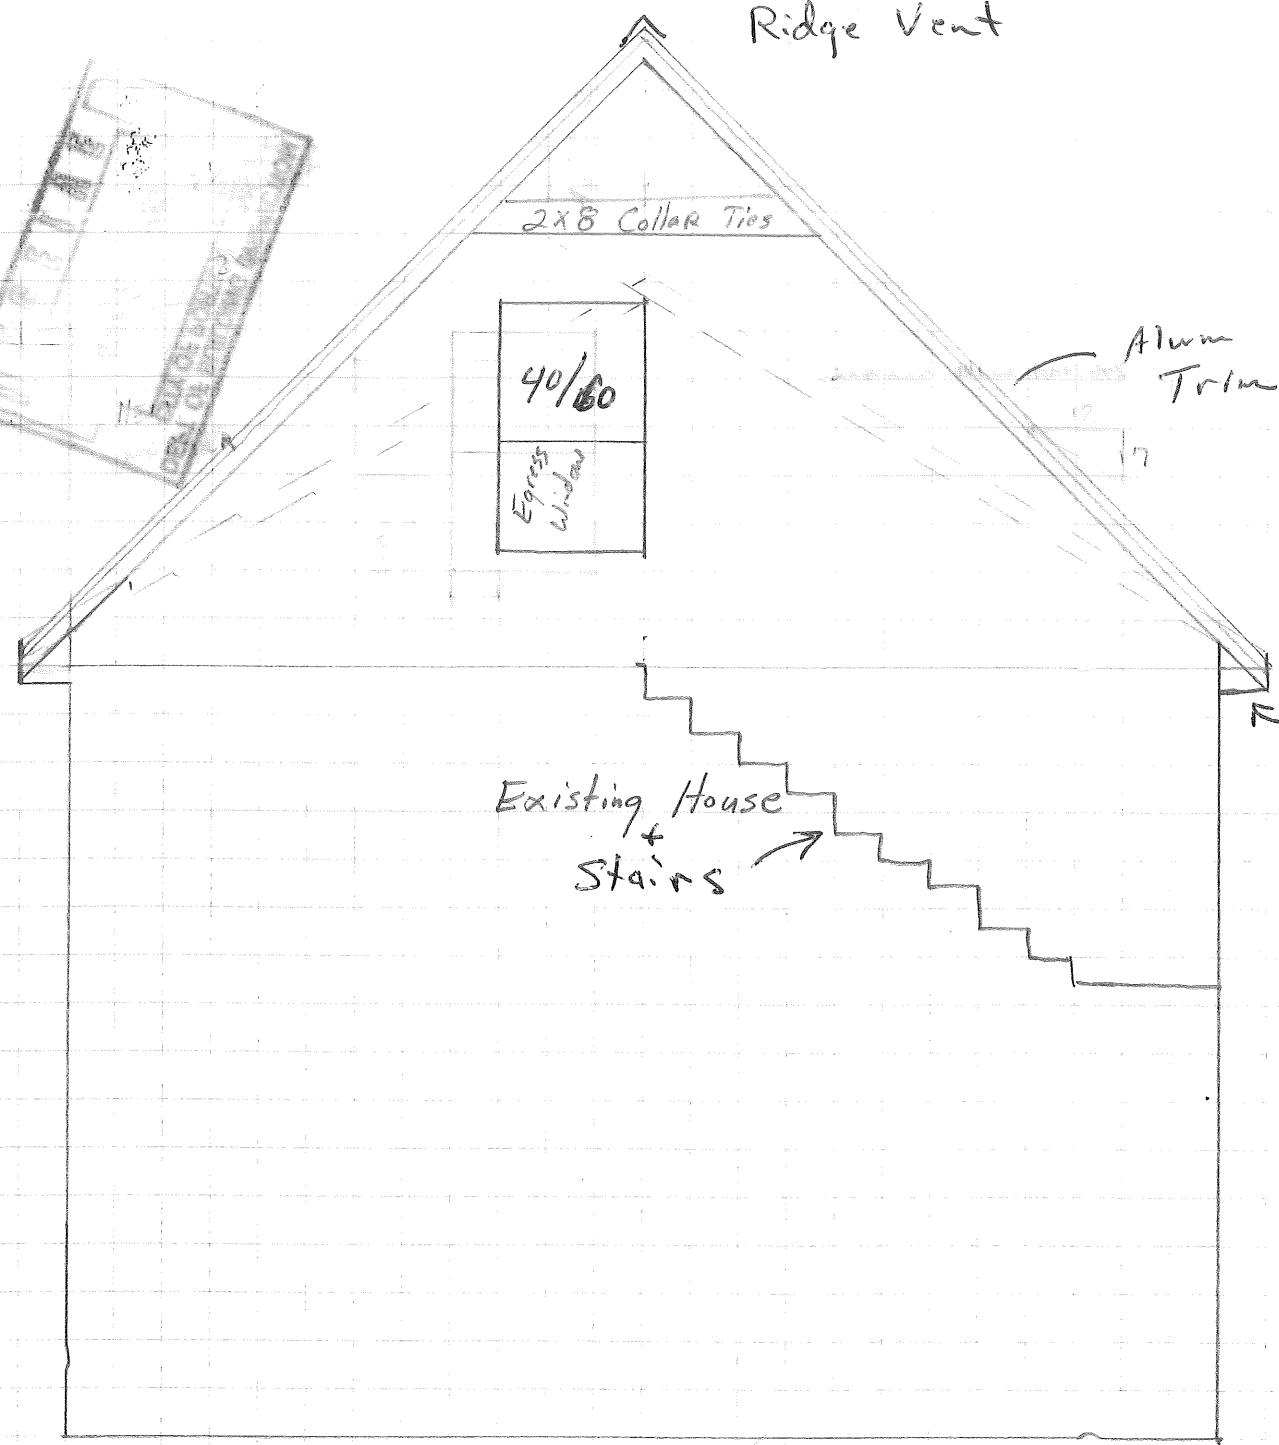 Ridge Vent
2x8 Collar Ties
Alum
Trim
40/60
Egress
Window
Existing House
+
Stairs